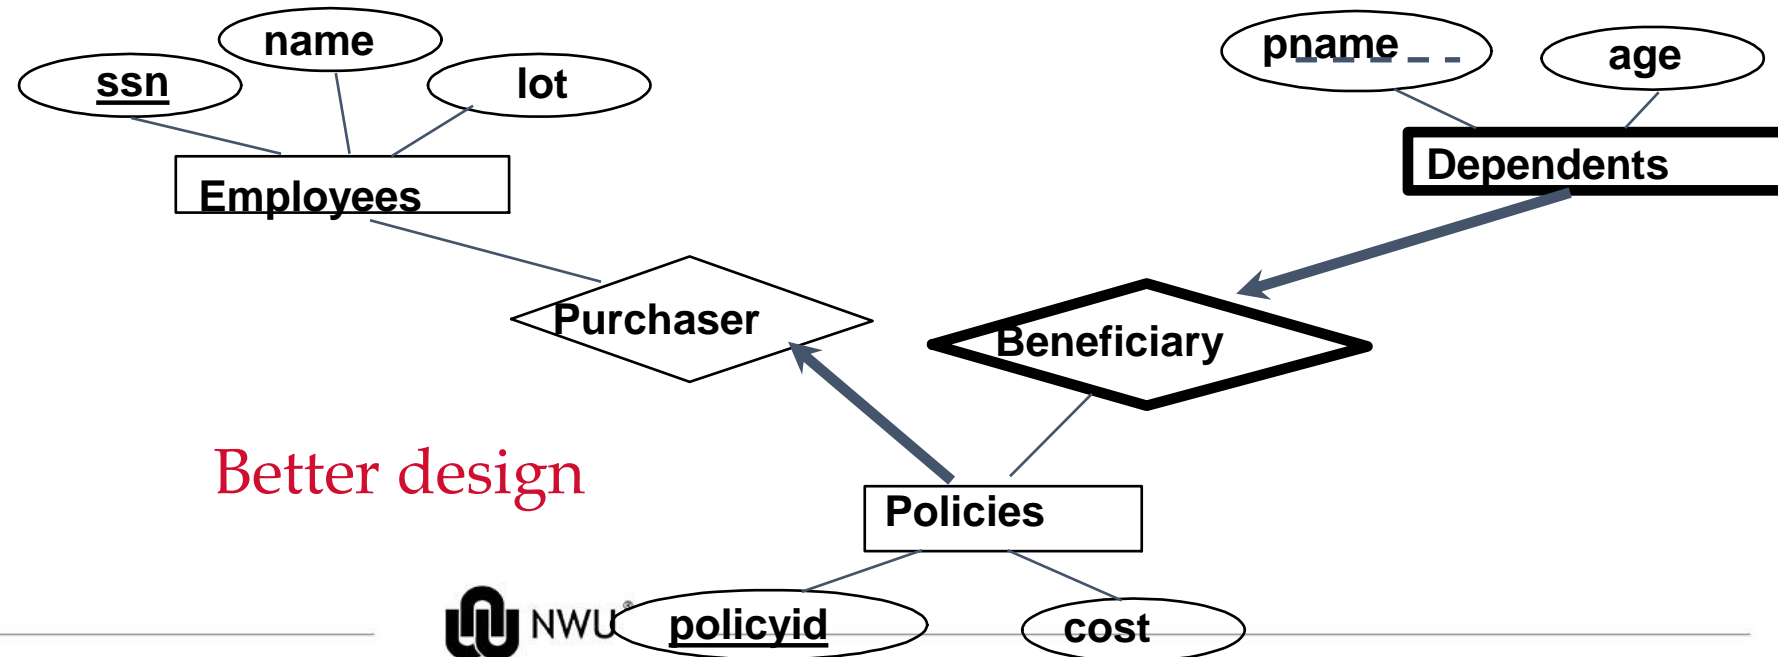 name
ssn
lot
pname
age
Employees
Dependents
Purchaser
Beneficiary
Better design
Policies
NWU®
policyid
cost